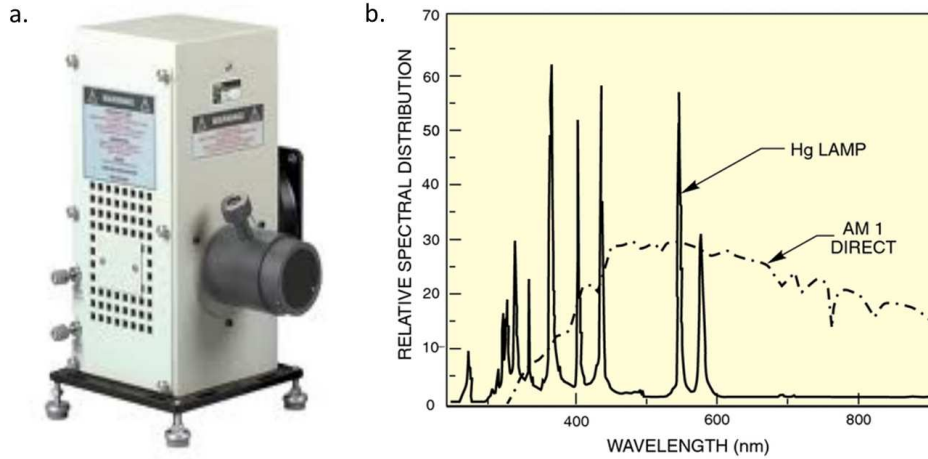 a.
WARNING!
WARNING!
b.
70
60
50
40
30
20
10
0
RELATIVE SPECTRAL DISTRIBUTION
Hg LAMP
AM 1
DIRECT
400
600
800
WAVELENGTH (nm)